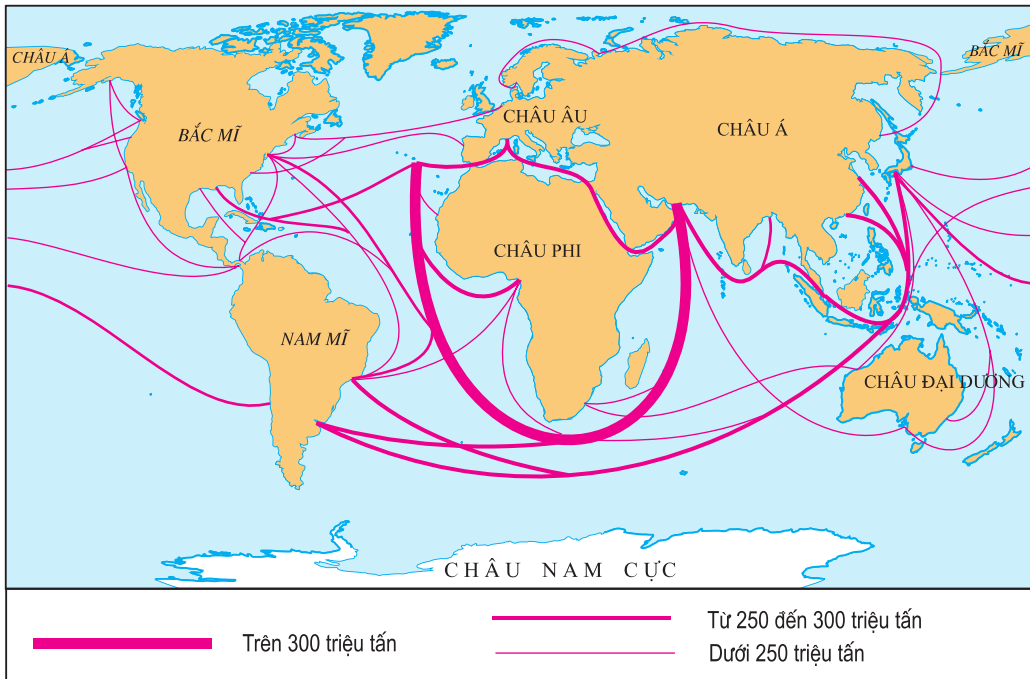 CHÂU Á
BẮC MĨ
BẮC MĨ
CHÂU ÂU
CHÂU Á
CHÂU PHI
NAM MĨ
CHÂU ĐẠI DƯƠNG
CHÂU NAM CỰC
Trên 300 triệu tấn
Từ 250 đến 300 triệu tấn
Dưới 250 triệu tấn